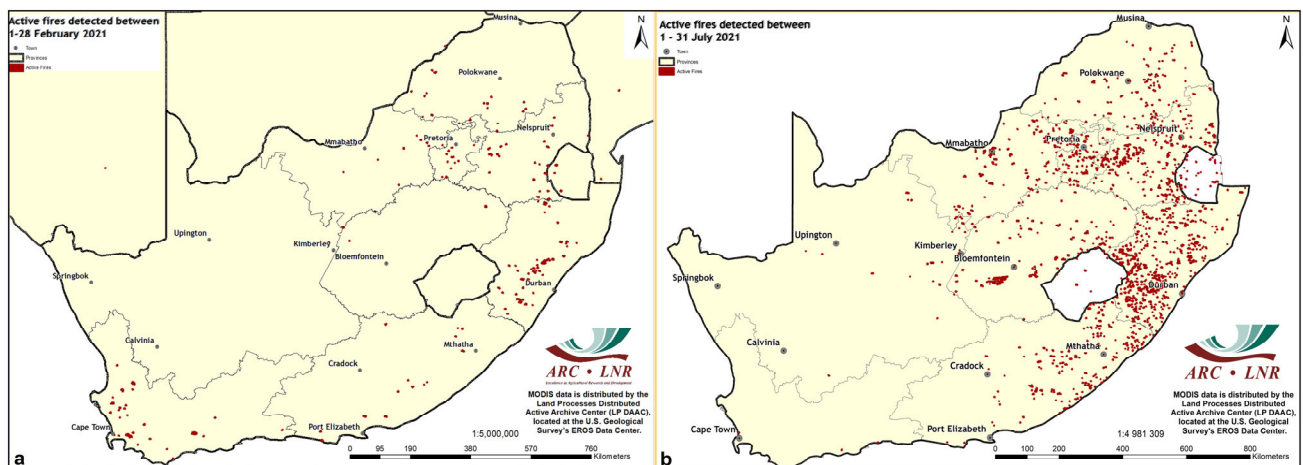 Active fires detected between
1-28 February 2021
Town
Provinces
Active Fires
N
Musina
Polokwane
Nelspruit
Pretoria
Mmabatho
Upington
Kimberley
Bloemfontein
Springbok
Durban
Calvinia
Mthatha
Cradock
Cape Town
Port Elizabeth
ARC • LNR
Excellence in Agricultural Research and Development
MODIS data is distributed by the
Land Processes Distributed
Active Archive Center (LP DAAC),
located at the U.S. Geological
Survey's EROS Data Center.
1:5,000,000
0 95 190 380 570 760
Kilometers
a
Active fires detected between
1 - 31 July 2021
Town
Provinces
Active Fires
N
Musina
Polokwane
Nelspruit
Pretoria
Mmabatho
Upington
Kimberley
Bloemfontein
Springbok
Durban
Calvinia
Mthatha
Cradock
Cape Town
Port Elizabeth
ARC • LNR
MODIS data is distributed by the
Land Processes Distributed
Active Archive Center (LP DAAC),
located at the U.S. Geological
Survey's EROS Data Center.
1:4 981 309
0 100 200 400 600 800
Kilometers
b